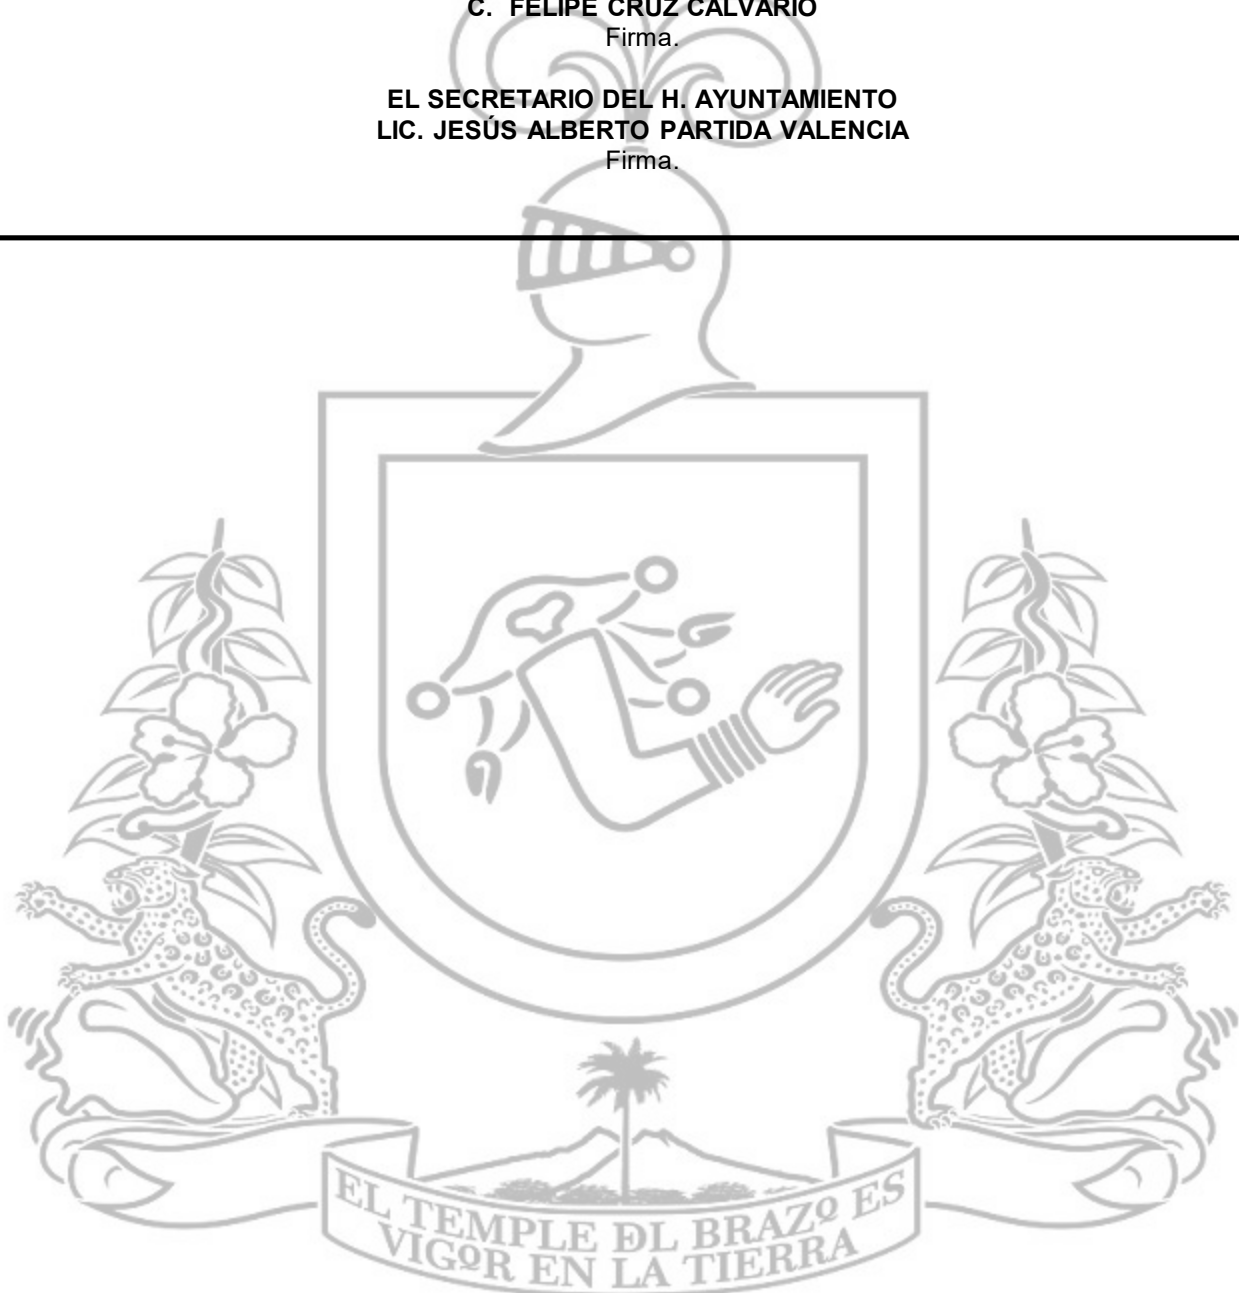 C. FELIPE CRUZ CALVARIO
Firma.
EL SECRETARIO DEL H. AYUNTAMIENTO
LIC. JESÚS ALBERTO PARTIDA VALENCIA
Firma.
EL TEMPLE ĐL BRAZº ES
VIGºR EN LA TIERRA